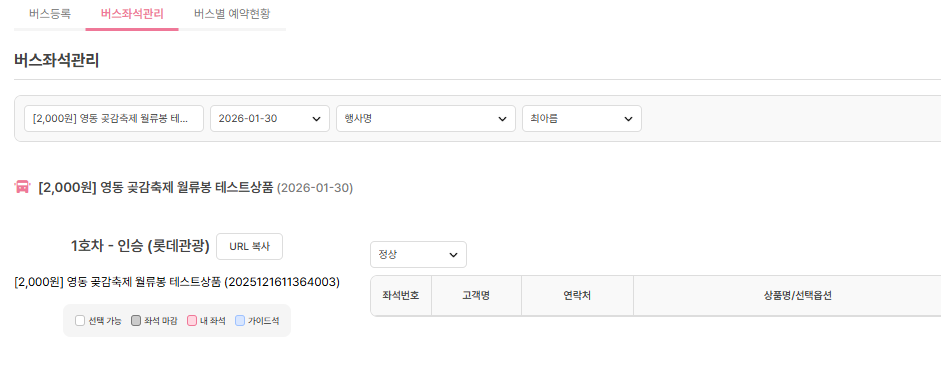 버스등록 버스좌석관리 버스별 예약현황
버스좌석관리
[2,000원] 영동 곶감축제 월류봉 테... 2026-01-30 행사명 최아름
[2,000원] 영동 곶감축제 월류봉 테스트상품 (2026-01-30)
1호차 - 인승 (롯데관광) URL 복사
정상
[2,000원] 영동 곶감축제 월류봉 테스트상품 (2025121611364003)
좌석번호 고객명 연락처 상품명/선택옵션
선택 가능 좌석 마감 내 좌석 가이드석